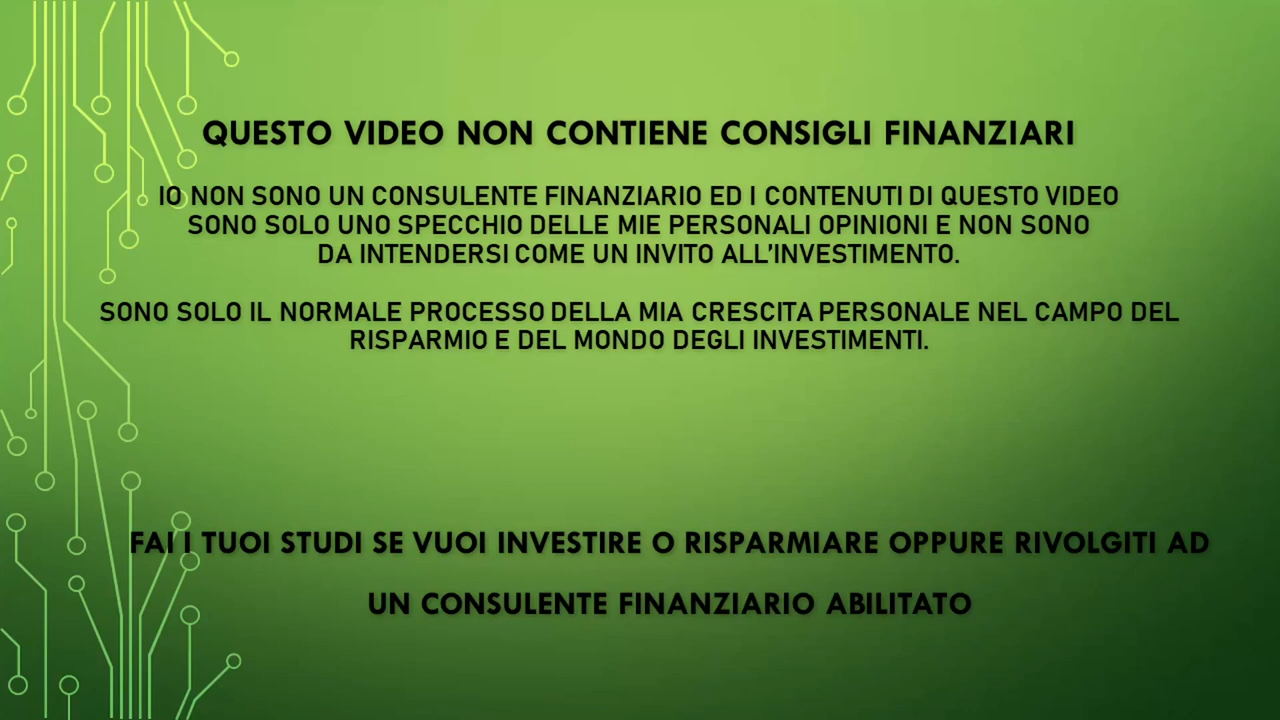 QUESTO VIDEO NON CONTIENE CONSIGLI FINANZIARI
IO NON SONO UN CONSULENTE FINANZIARIO ED I CONTENUTI DI QUESTO VIDEO
SONO SOLO UNO SPECCHIO DELLE MIE PERSONALI OPINIONI E NON SONO
DA INTENDERSI COME UN INVITO ALL'INVESTIMENTO.
SONO SOLO IL NORMALE PROCESSO DELLA MIA CRESCITA PERSONALE NEL CAMPO DEL
RISPARMIO E DEL MONDO DEGLI INVESTIMENTI.
FAI I TUOI STUDI SE VUOI INVESTIRE O RISPARMIARE OPPURE RIVOLGITI AD
UN CONSULENTE FINANZIARIO ABILITATO